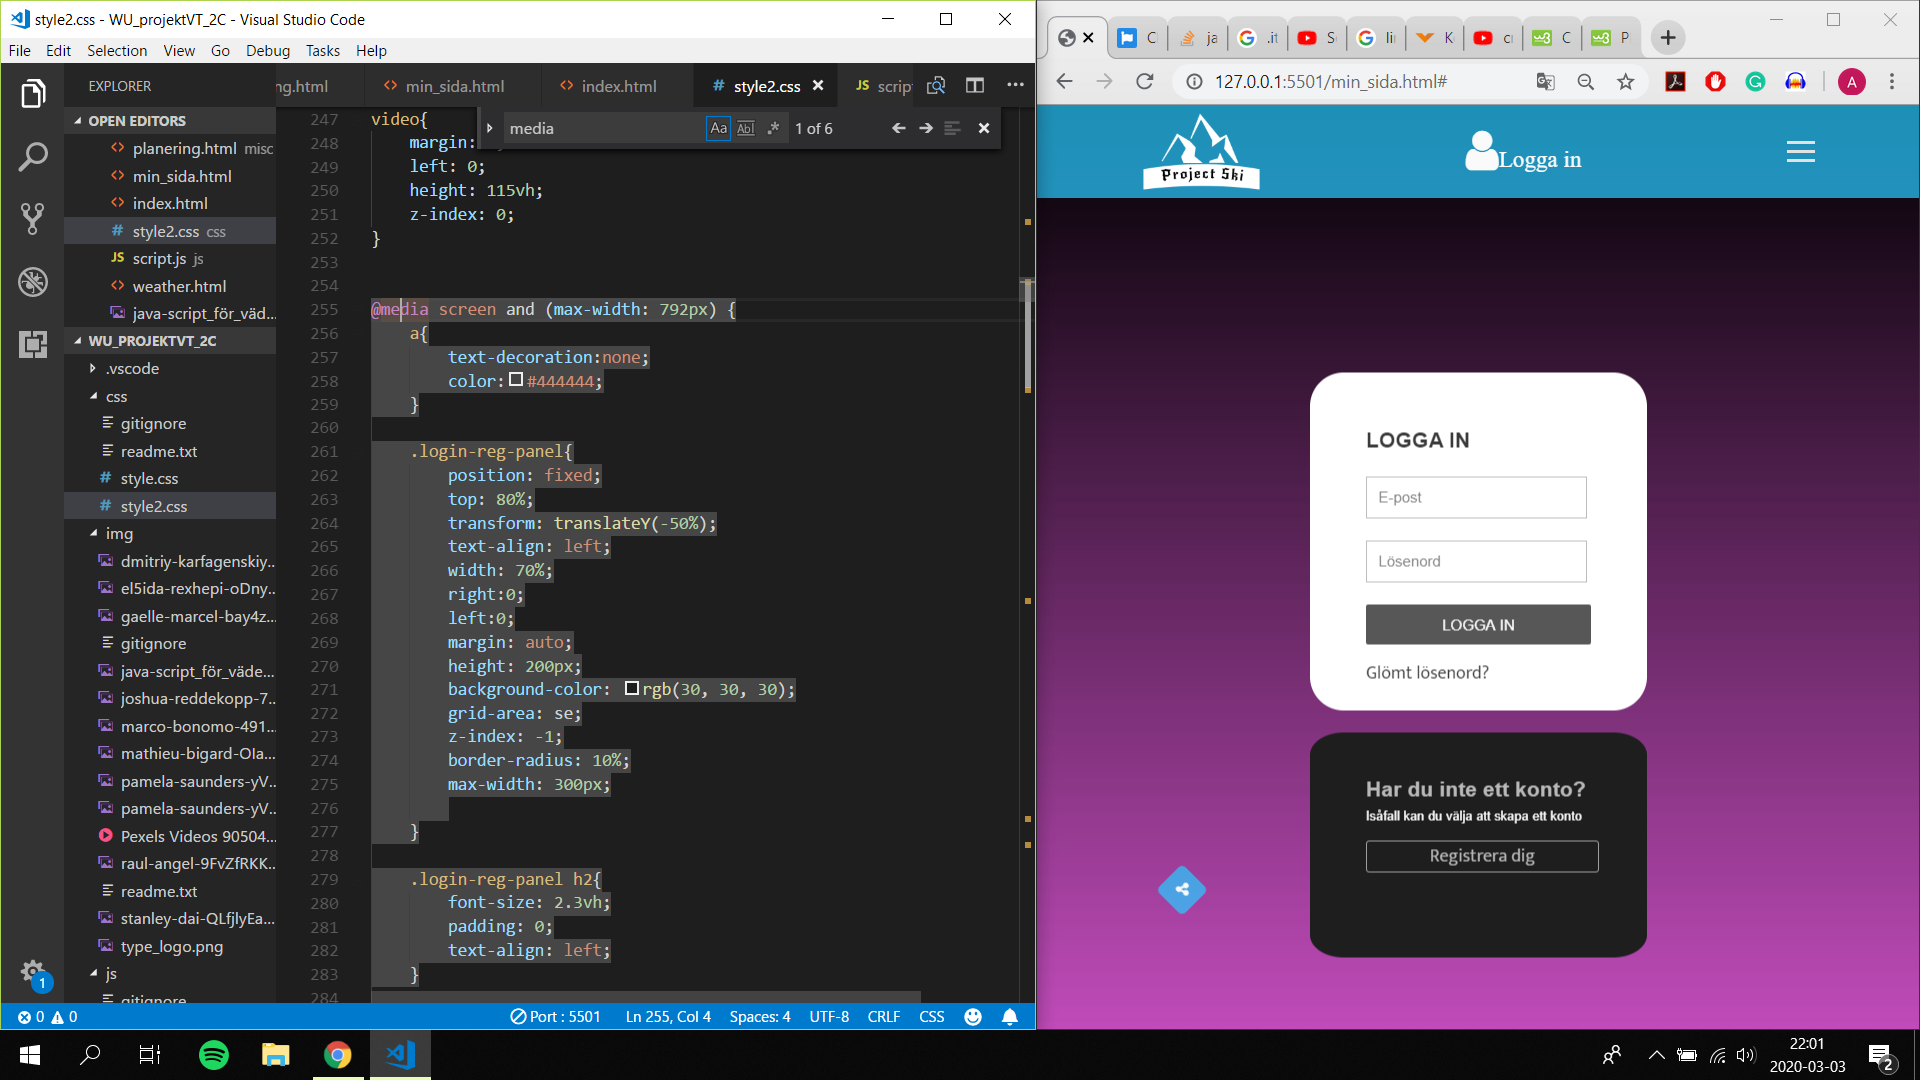 style2.css - WU_projektVT_2C - Visual Studio Code
File Edit Selection View Go Debug Tasks Help
EXPLORER
OPEN EDITORS
planering.html misc
min_sida.html
index.html
style2.css css
script.js js
weather.html
java-script_för_väd...
WU_PROJEKTVT_2C
.vscode
css
gitignore
readme.txt
style.css
style2.css
img
dmitriy-karfagenskiy...
el5ida-rexhepi-oDny...
gaelle-marcel-bay4z...
gitignore
java-script_för_väde...
joshua-reddekopp-7...
marco-bonomo-491...
mathieu-bigard-OIa...
pamela-saunders-yV...
pamela-saunders-yV...
Pexels Videos 90504...
raul-angel-9FvZfRKK...
readme.txt
stanley-dai-QLfjlyEa...
type_logo.png
js
gitignore
1
ng.html min_sida.html index.html # style2.css JS scrip
media Aa Abl .* 1 of 6
247 video{
248 margin:
249 left: 0;
250 height: 115vh;
251 z-index: 0;
252 }
253
254
255 @media screen and (max-width: 792px) {
256 a{
257 text-decoration:none;
258 color: #444444;
259 }
260
261 .login-reg-panel{
262 position: fixed;
263 top: 80%;
264 transform: translateY(-50%);
265 text-align: left;
266 width: 70%;
267 right:0;
268 left:0;
269 margin: auto;
270 height: 200px;
271 background-color: rgb(30, 30, 30);
272 grid-area: se;
273 z-index: -1;
274 border-radius: 10%;
275 max-width: 300px;
276
277 }
278
279 .login-reg-panel h2{
280 font-size: 2.3vh;
281 padding: 0;
282 text-align: left;
283 }
284
0 0 Port : 5501 Ln 255, Col 4 Spaces: 4 UTF-8 CRLF CSS
C ja .it S lii K cr C P
127.0.0.1:5501/min_sida.html# A
Project Ski
Logga in
LOGGA IN
E-post
Lösenord
LOGGA IN
Glömt lösenord?
Har du inte ett konto?
Isåfall kan du välja att skapa ett konto
Registrera dig
22:01
2020-03-03
2